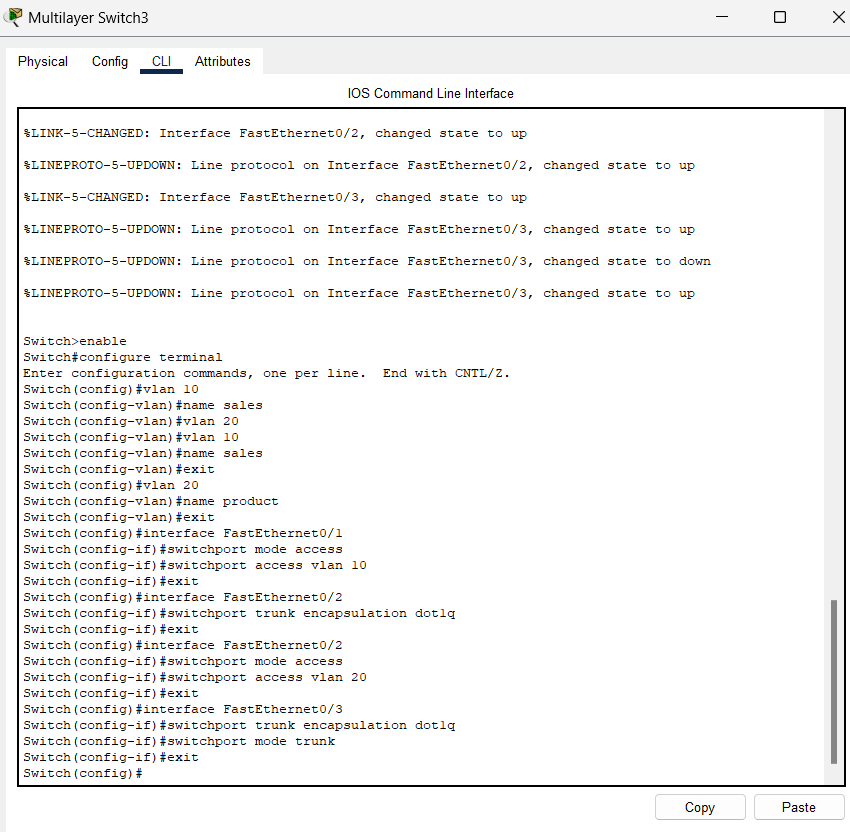 Multilayer Switch3
Physical Config CLI Attributes
IOS Command Line Interface
%LINK-5-CHANGED: Interface FastEthernet0/2, changed state to up
%LINEPROTO-5-UPDOWN: Line protocol on Interface FastEthernet0/2, changed state to up
%LINK-5-CHANGED: Interface FastEthernet0/3, changed state to up
%LINEPROTO-5-UPDOWN: Line protocol on Interface FastEthernet0/3, changed state to up
%LINEPROTO-5-UPDOWN: Line protocol on Interface FastEthernet0/3, changed state to down
%LINEPROTO-5-UPDOWN: Line protocol on Interface FastEthernet0/3, changed state to up
Switch>enable
Switch#configure terminal
Enter configuration commands, one per line.  End with CNTL/Z.
Switch(config)#vlan 10
Switch(config-vlan)#name sales
Switch(config-vlan)#vlan 20
Switch(config-vlan)#vlan 10
Switch(config-vlan)#name sales
Switch(config-vlan)#exit
Switch(config)#vlan 20
Switch(config-vlan)#name product
Switch(config-vlan)#exit
Switch(config)#interface FastEthernet0/1
Switch(config-if)#switchport mode access
Switch(config-if)#switchport access vlan 10
Switch(config-if)#exit
Switch(config)#interface FastEthernet0/2
Switch(config-if)#switchport trunk encapsulation dot1q
Switch(config-if)#exit
Switch(config)#interface FastEthernet0/2
Switch(config-if)#switchport mode access
Switch(config-if)#switchport access vlan 20
Switch(config-if)#exit
Switch(config)#interface FastEthernet0/3
Switch(config-if)#switchport trunk encapsulation dot1q
Switch(config-if)#switchport mode trunk
Switch(config-if)#exit
Switch(config)#
Copy Paste